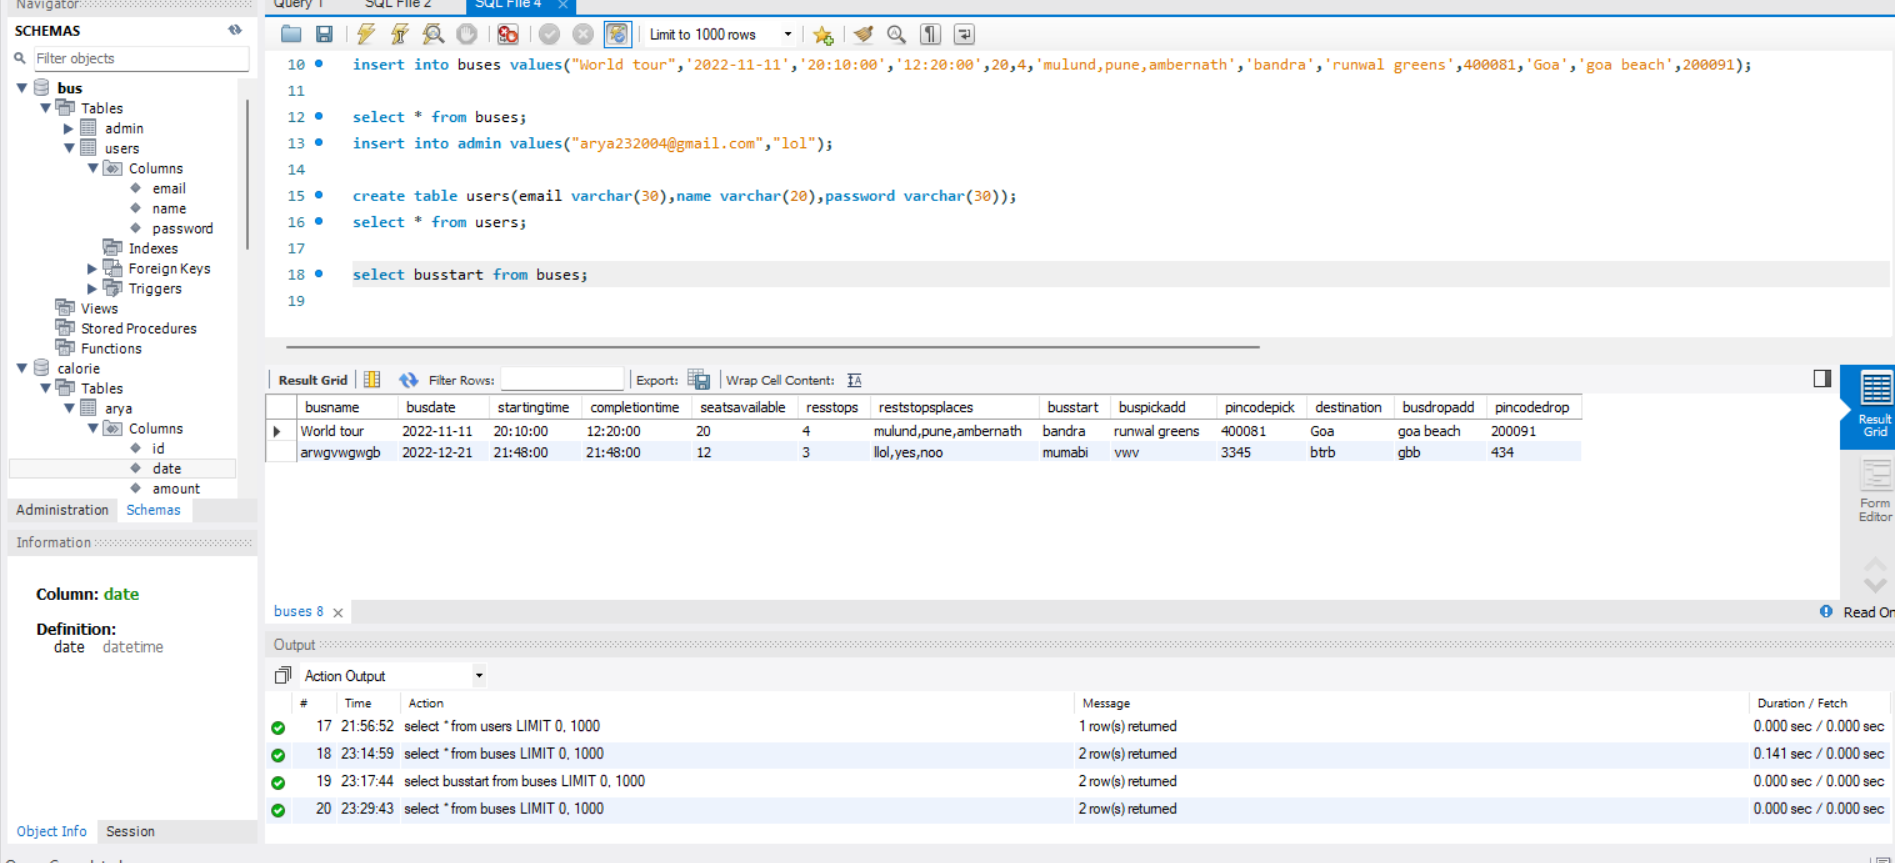 Navigator
SCHEMAS
Filter objects
bus
Tables
admin
users
Columns
email
name
password
Indexes
Foreign Keys
Triggers
Views
Stored Procedures
Functions
calorie
Tables
arya
Columns
id
date
amount
Administration Schemas
Information
Column: date
Definition:
date datetime
Object Info Session
Query 1 SQL File 2 SQL File 4
Limit to 1000 rows
10 insert into buses values("World tour",'2022-11-11','20:10:00','12:20:00',20,4,'mulund,pune,ambernath','bandra','runwal greens',400081,'Goa','goa beach',200091);
11
12 select * from buses;
13 insert into admin values("arya232004@gmail.com","lol");
14
15 create table users(email varchar(30),name varchar(20),password varchar(30));
16 select * from users;
17
18 select busstart from buses;
19
Result Grid Filter Rows: Export: Wrap Cell Content:
busname busdate startingtime completiontime seatsavailable resstops reststopsplaces busstart buspickadd pincodepick destination busdropadd pincodedrop
World tour 2022-11-11 20:10:00 12:20:00 20 4 mulund,pune,ambernath bandra runwal greens 400081 Goa goa beach 200091
arwgvwgwgb 2022-12-21 21:48:00 21:48:00 12 3 llol,yes,noo mumabi vwv 3345 btrb gbb 434
Result
Grid
Form
Editor
buses 8
Read On
Output
Action Output
# Time Action Message Duration / Fetch
17 21:56:52 select * from users LIMIT 0, 1000 1 row(s) returned 0.000 sec / 0.000 sec
18 23:14:59 select * from buses LIMIT 0, 1000 2 row(s) returned 0.141 sec / 0.000 sec
19 23:17:44 select busstart from buses LIMIT 0, 1000 2 row(s) returned 0.000 sec / 0.000 sec
20 23:29:43 select * from buses LIMIT 0, 1000 2 row(s) returned 0.000 sec / 0.000 sec